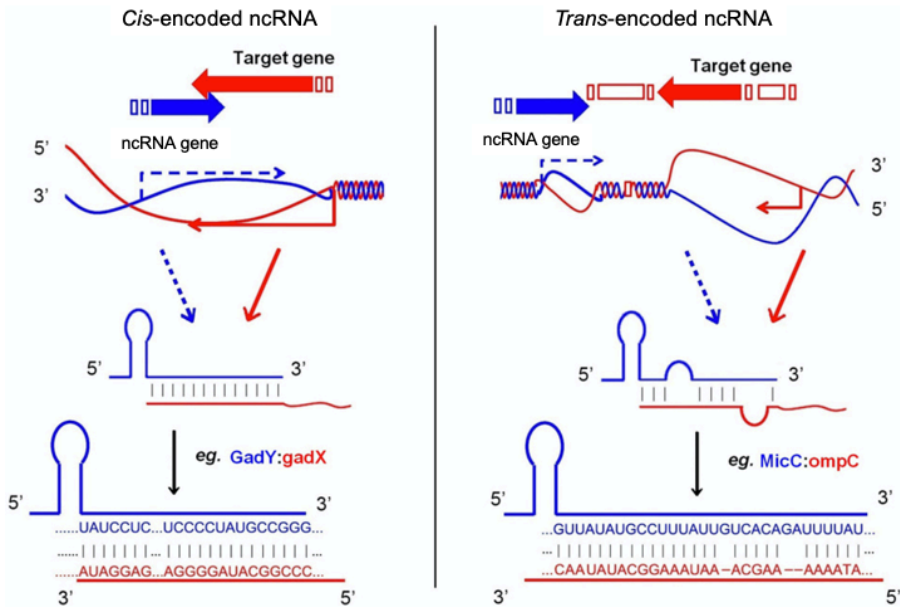 Cis-encoded ncRNA
Target gene
ncRNA gene
5’
3’
5’
3’
eg. GadY:gadX
5’
3’
......UAUCCUC...UCCCCUAUGCCGGG...
......
...
...
......AUAGGAG...AGGGGAUACGGCCC...
3’
5’
Trans-encoded ncRNA
Target gene
ncRNA gene
3’
5’
5’
3’
eg. MicC:ompC
5’
3’
...GUUAUAUGCCUUUAUUGUCACAGAUUUUAU...
...
...
...CAAUAUACGGAAAUAA–ACGAA––AAAATA...
3’
5’